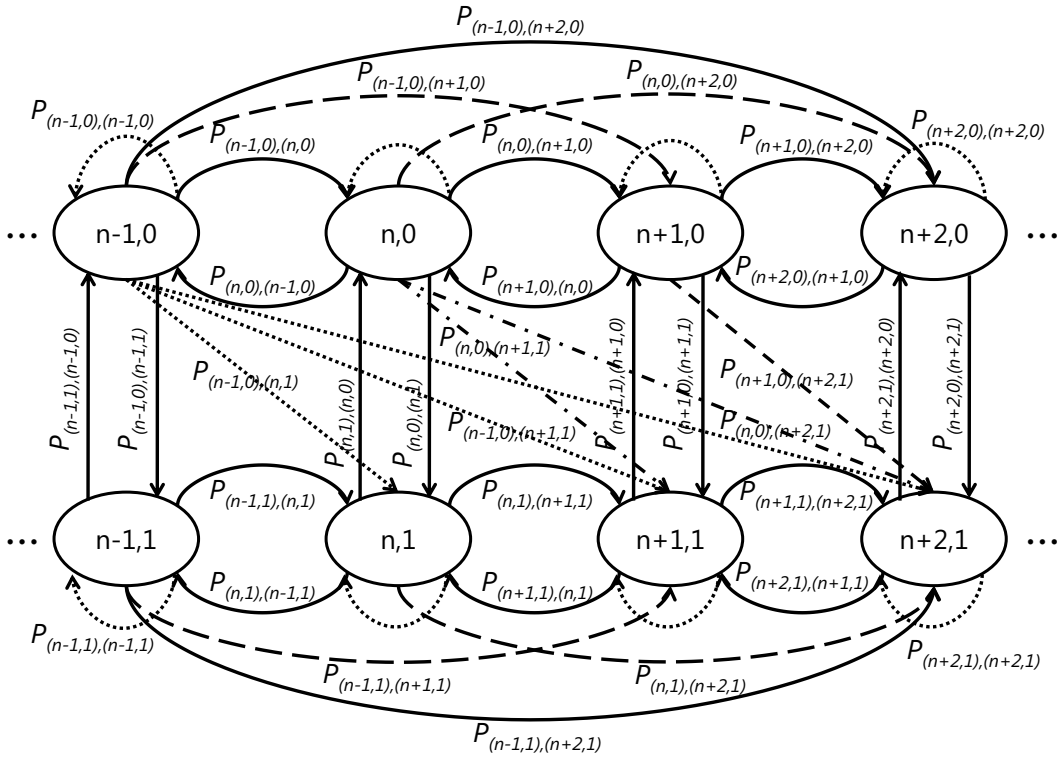 P(n-1,0),(n+2,0)
P(n-1,0),(n+1,0)
P(n,0),(n+2,0)
P(n-1,0),(n-1,0)
P(n-1,0),(n,0)
P(n,0),(n+1,0)
P(n+1,0),(n+2,0)
P(n+2,0),(n+2,0)
... n-1,0 n,0 n+1,0 n+2,0 ...
P(n,0),(n-1,0)
P(n+1,0),(n,0)
P(n+2,0),(n+1,0)
P(n-1,1),(n-1,0)
P(n-1,0),(n-1,1)
P(n-1,0),(n,1)
P(n,1),(n,0)
P(n,0),(n,1)
P(n,0),(n+1,1)
P(n-1,0),(n+1,1)
P(n+1,1),(n+1,0)
P(n+1,0),(n+1,1)
P(n+1,0),(n+2,1)
P(n,0),(n+2,1)
P(n+2,1),(n+2,0)
P(n+2,0),(n+2,1)
P(n-1,1),(n,1)
P(n,1),(n+1,1)
P(n+1,1),(n+2,1)
... n-1,1 n,1 n+1,1 n+2,1 ...
P(n,1),(n-1,1)
P(n+1,1),(n,1)
P(n+2,1),(n+1,1)
P(n-1,1),(n-1,1)
P(n+2,1),(n+2,1)
P(n-1,1),(n+1,1)
P(n,1),(n+2,1)
P(n-1,1),(n+2,1)